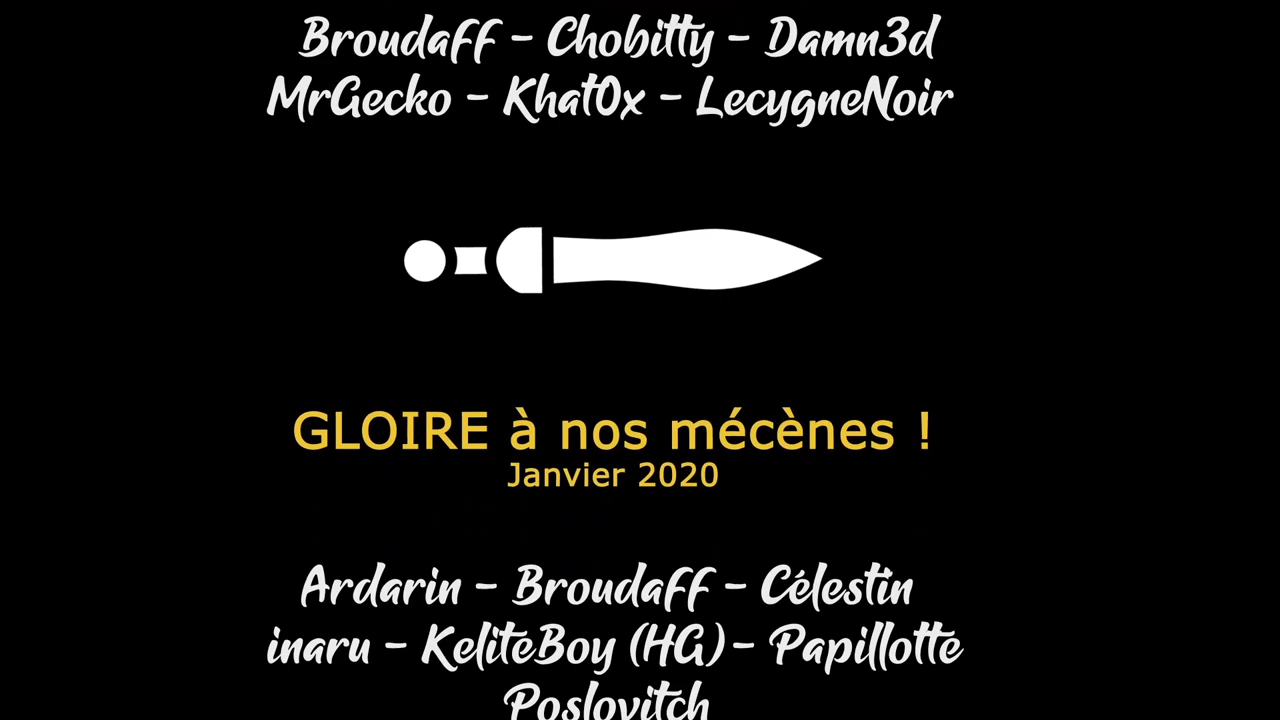 Broudaff - Chobitty - Damn3d
MrGecko - Khat0x - LecygneNoir
GLOIRE à nos mécènes !
Janvier 2020
Ardarin - Broudaff - Célestin
inaru - KeliteBoy (HG)- Papillotte
Poslovitch